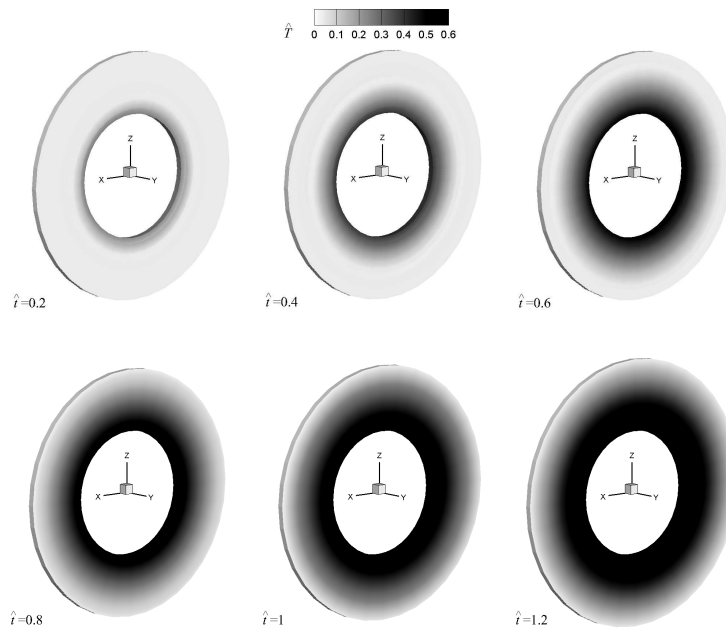 T̂ 0 0.1 0.2 0.3 0.4 0.5 0.6
Z
X Y
Z
X Y
Z
X Y
t̂ =0.2
t̂ =0.4
t̂ =0.6
Z
X Y
Z
X Y
Z
X Y
t̂ =0.8
t̂ =1
t̂ =1.2